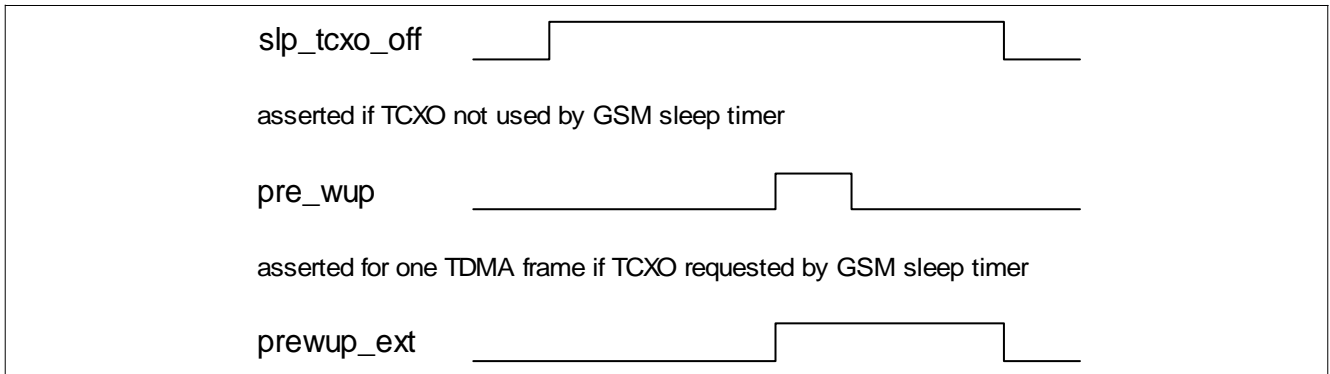 slp_tcxo_off
asserted if TCXO not used by GSM sleep timer
pre_wup
asserted for one TDMA frame if TCXO requested by GSM sleep timer
prewup_ext